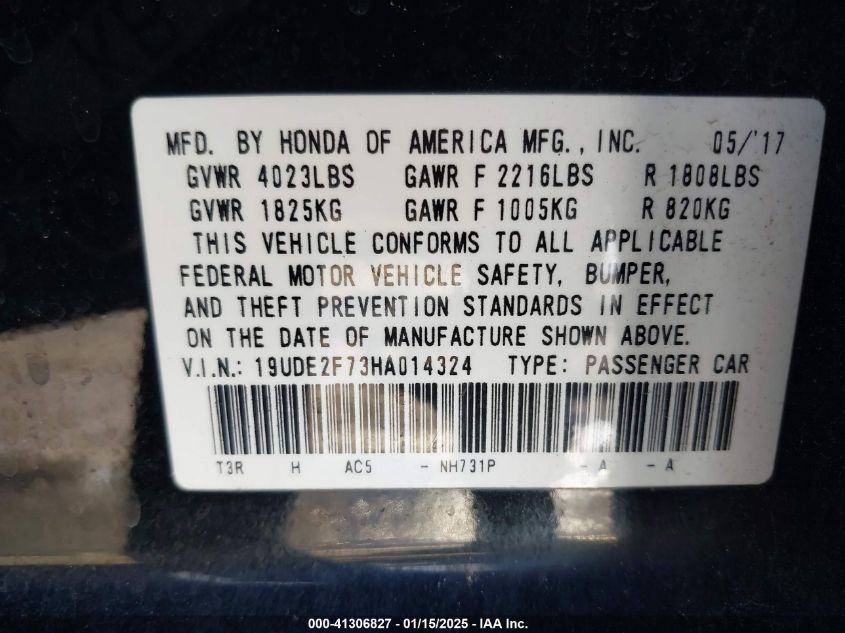 MFD. BY HONDA OF AMERICA MFG., INC. 05/'17
GVWR 4023LBS GAWR F 2216LBS R 1808LBS
GVWR 1825KG GAWR F 1005KG R 820KG
THIS VEHICLE CONFORMS TO ALL APPLICABLE
FEDERAL MOTOR VEHICLE SAFETY, BUMPER,
AND THEFT PREVENTION STANDARDS IN EFFECT
ON THE DATE OF MANUFACTURE SHOWN ABOVE.
V.I.N.: 19UDE2F73HA014324 TYPE: PASSENGER CAR
T3R H AC5 - NH731P - A - A
000-41306827 - 01/15/2025 - IAA Inc.